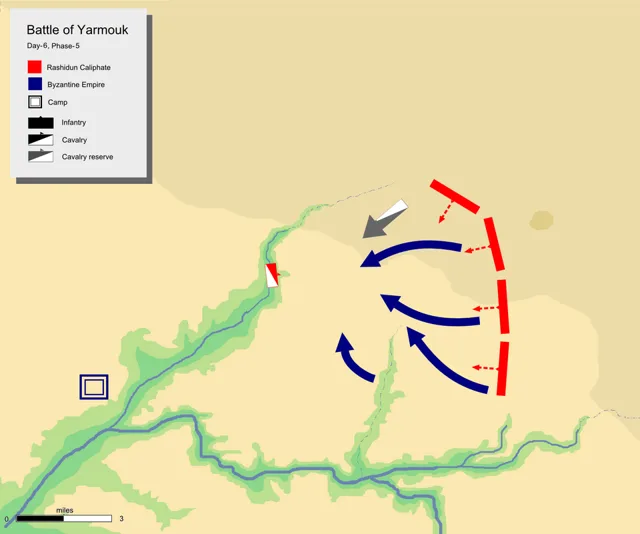 Battle of Yarmouk
Day-6, Phase-5
Rashidun Caliphate
Byzantine Empire
Camp
Infantry
Cavalry
Cavalry reserve
miles
0 3